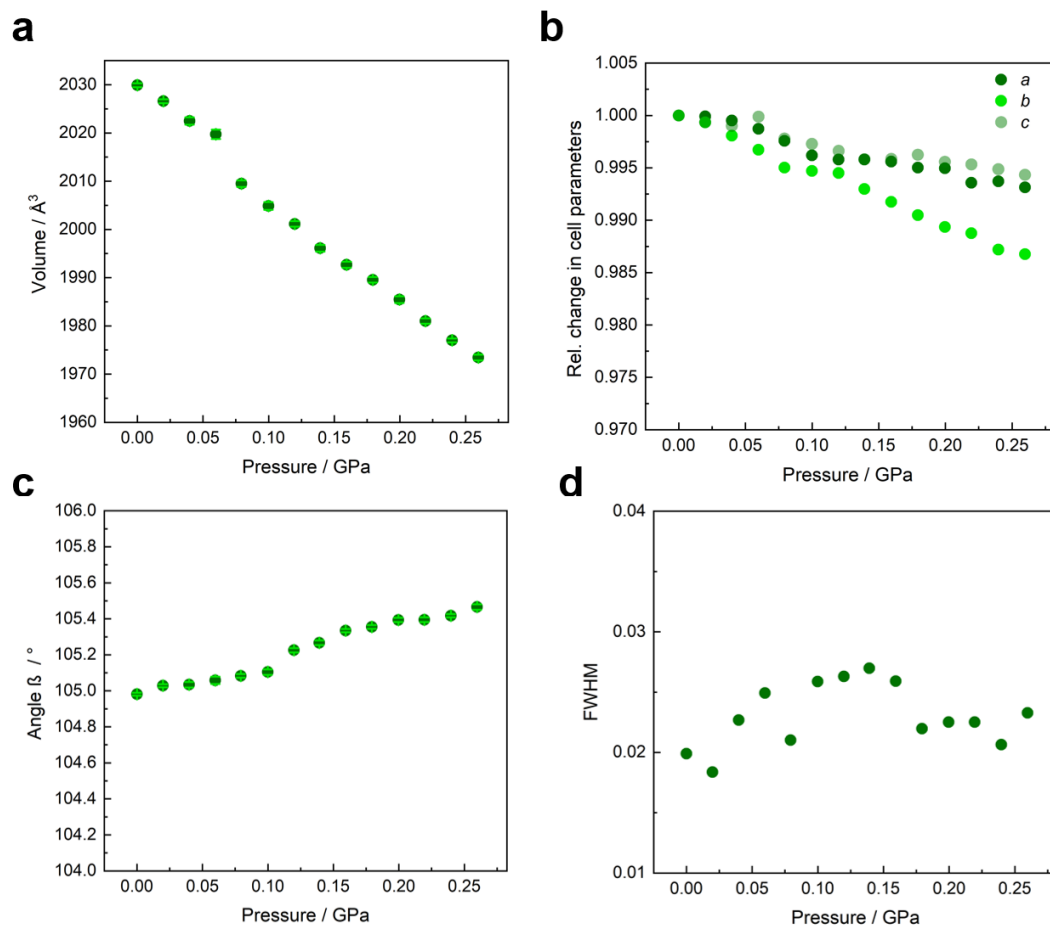 a
2030
2020
2010
2000
1990
1980
1970
1960
Volume / Å³
0.00 0.05 0.10 0.15 0.20 0.25
Pressure / GPa
b
1.005
1.000
0.995
0.990
0.985
0.980
0.975
0.970
Rel. change in cell parameters
a
b
c
0.00 0.05 0.10 0.15 0.20 0.25
Pressure / GPa
c
106.0
105.8
105.6
105.4
105.2
105.0
104.8
104.6
104.4
104.2
104.0
Angle ß / °
0.00 0.05 0.10 0.15 0.20 0.25
Pressure / GPa
d
0.04
0.03
0.02
0.01
FWHM
0.00 0.05 0.10 0.15 0.20 0.25
Pressure / GPa